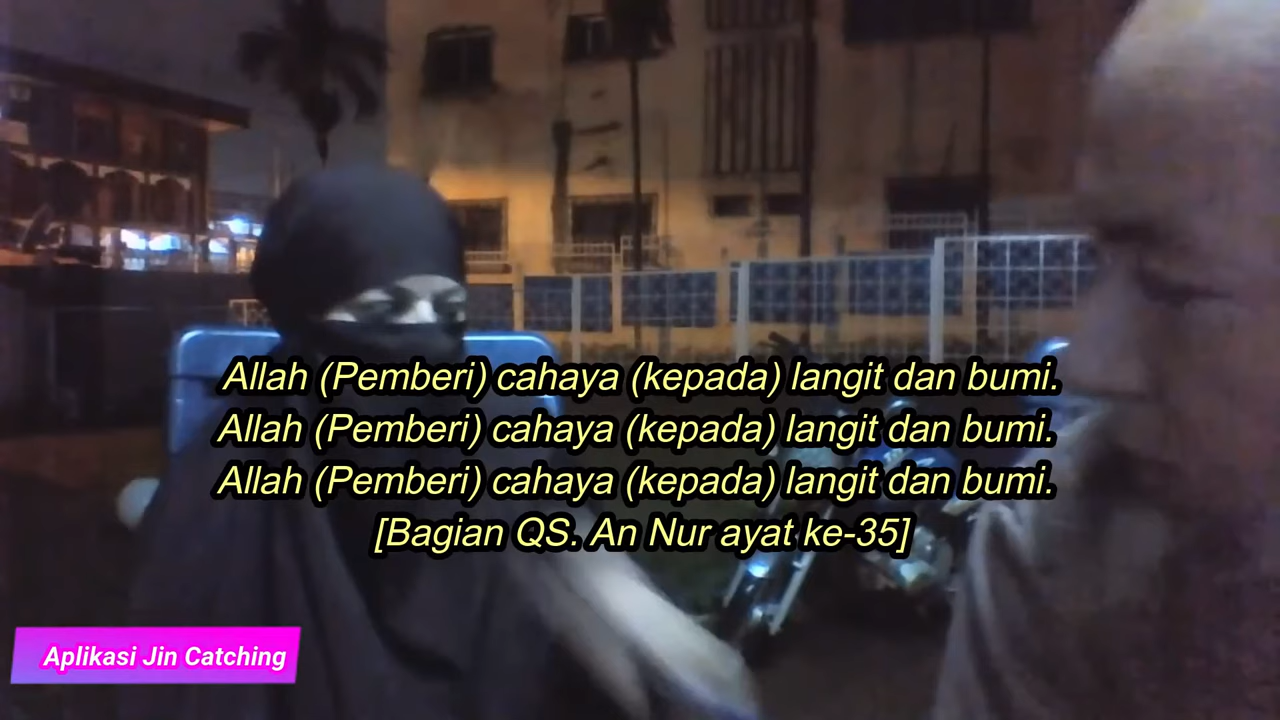 Allah (Pemberi) cahaya (kepada) langit dan bumi.
Allah (Pemberi) cahaya (kepada) langit dan bumi.
Allah (Pemberi) cahaya (kepada) langit dan bumi.
[Bagian QS. An Nur ayat ke-35]
Aplikasi Jin Catching